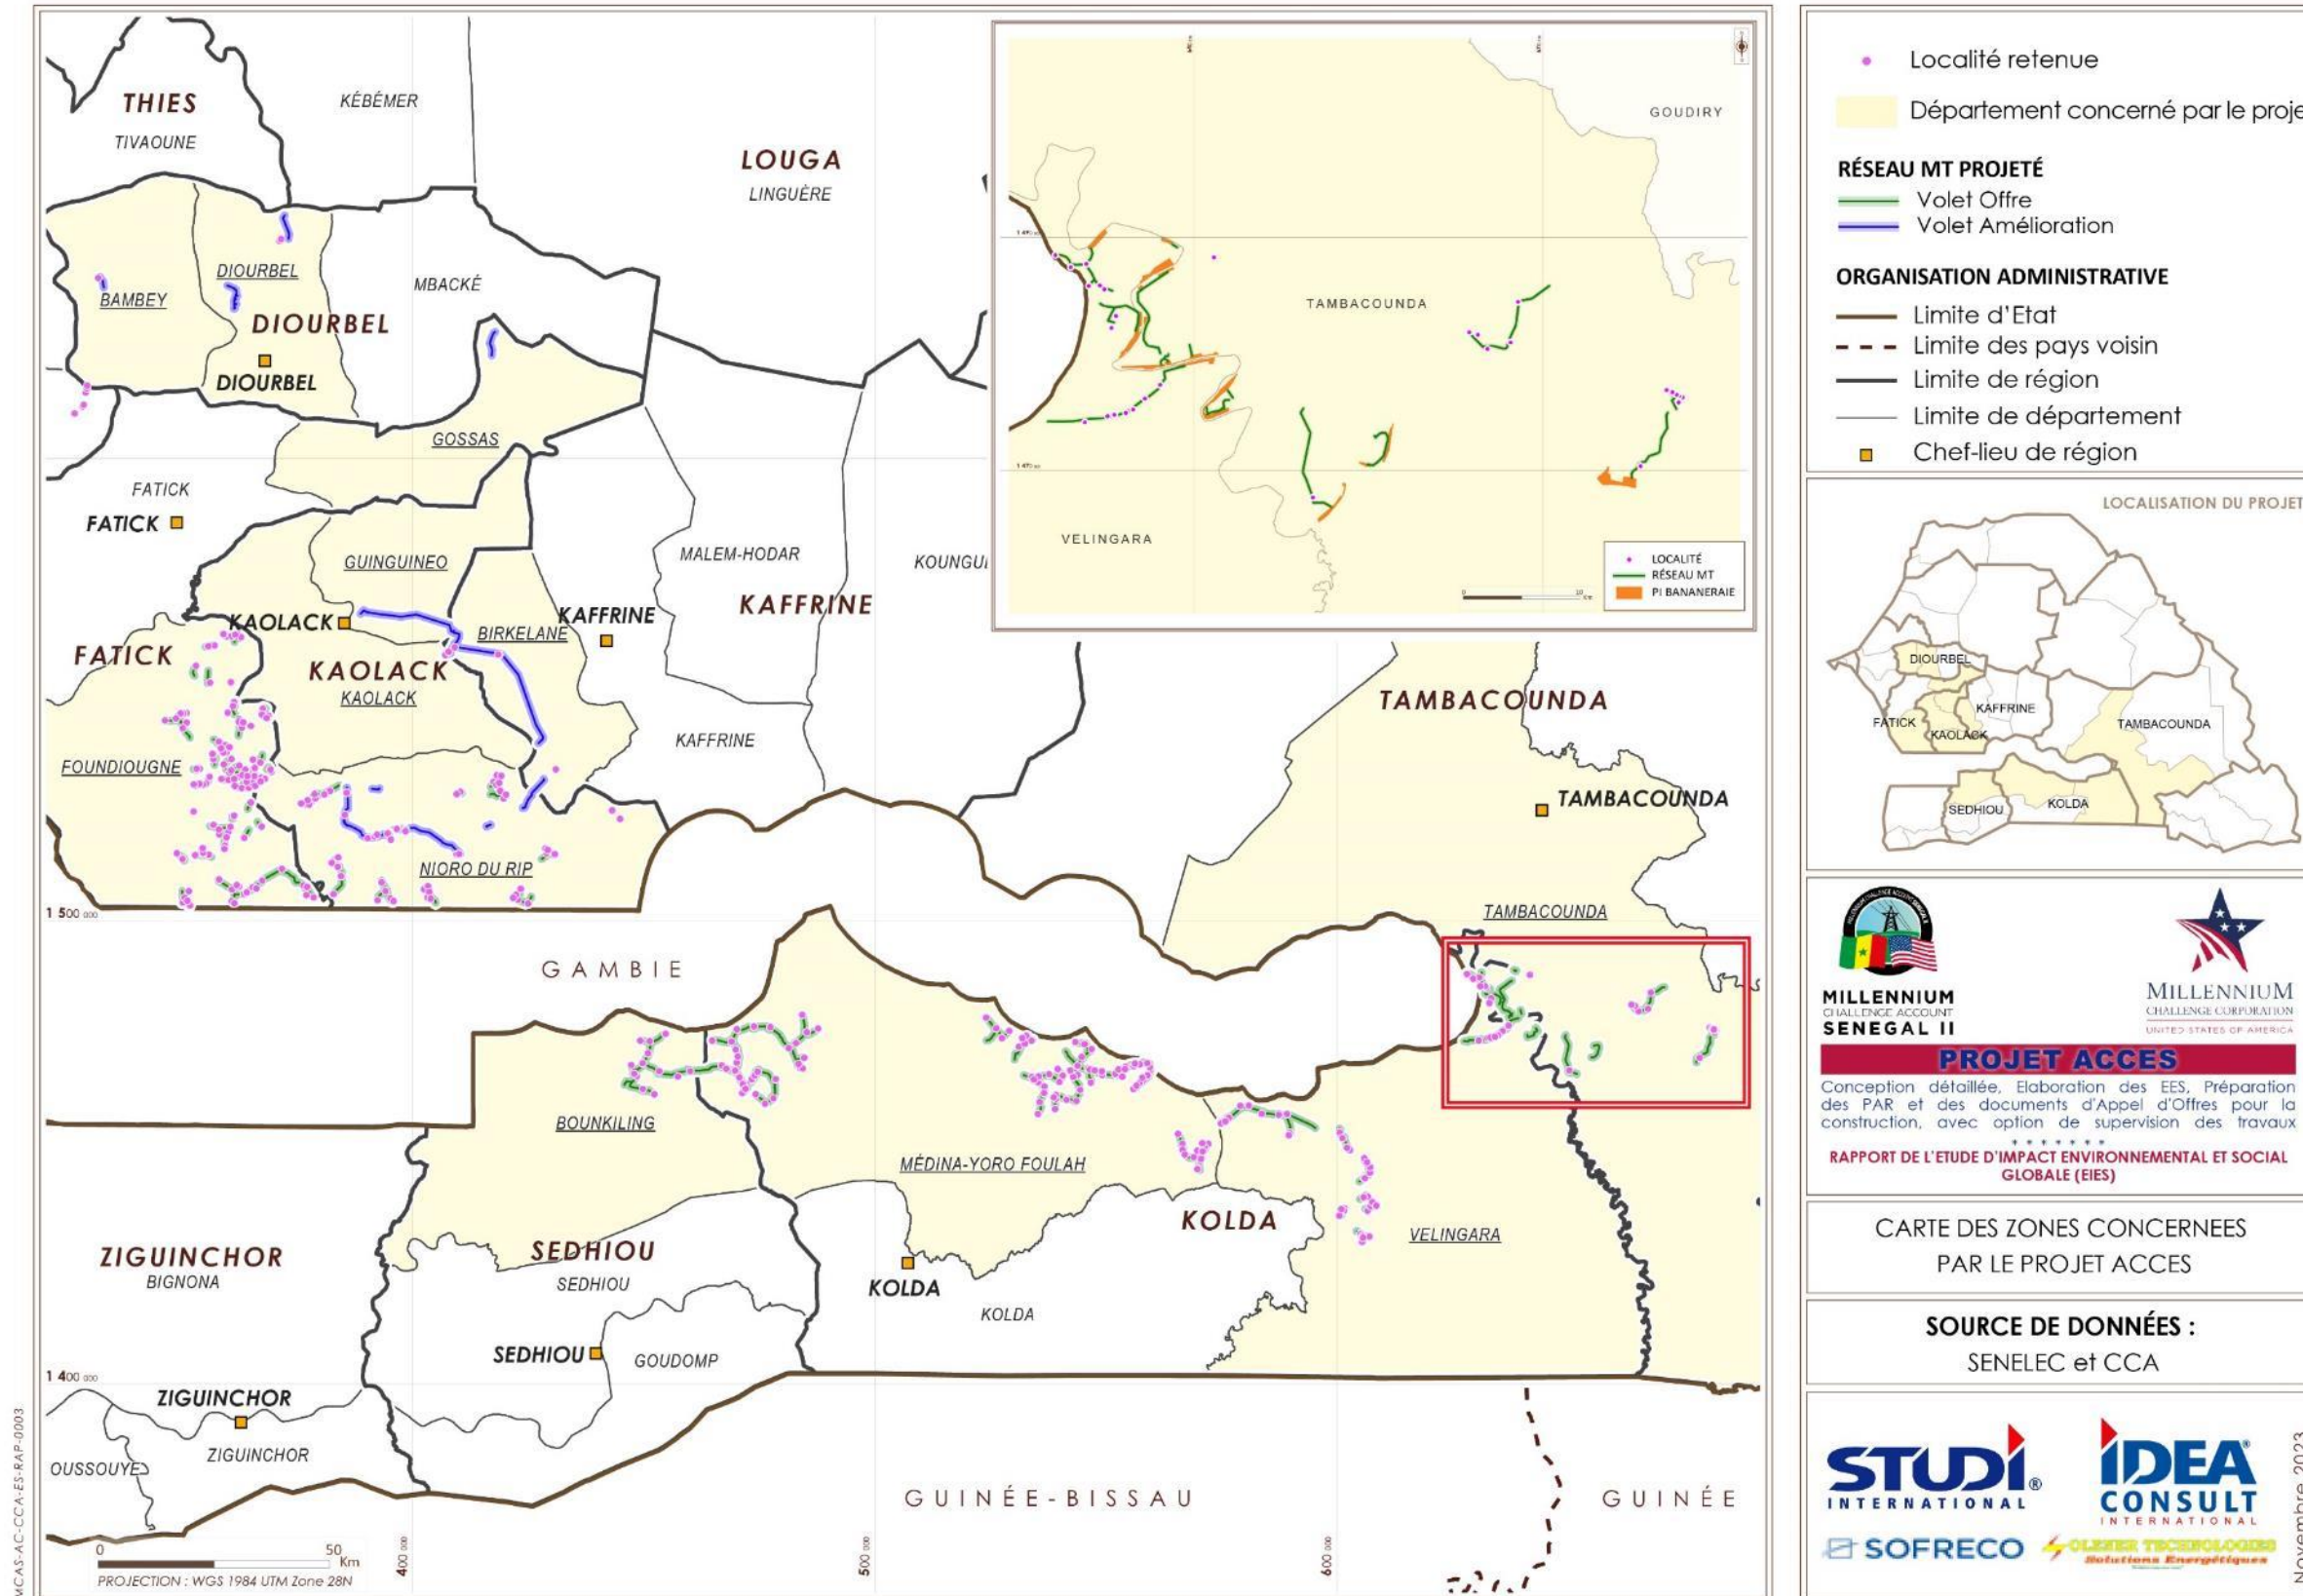 THIES
TIVAOUNE
KÉBÉMER
LOUGA
LINGUÈRE
DIOURBEL
BAMBEY
MBACKÉ
DIOURBEL
DIOURBEL
GOSSAS
FATICK
FATICK
GUINGUINEO
MALEM-HODAR
KOUNGU
KAFFRINE
KAOLACK
BIRKELANE
KAFFRINE
FATICK
KAOLACK
KAOLACK
KAFFRINE
FOUNDIOUGNE
NIORO DU RIP
TAMBACOUNDA
TAMBACOUNDA
TAMBACOUNDA
1 500 000
GAMBIE
BOUNKILING
MÉDINA-YORO FOULAH
KOLDA
VELINGARA
ZIGUINCHOR
BIGNONA
SEDHIOU
SEDHIOU
KOLDA
KOLDA
SEDHIOU
GOUDOMP
1 400 000
ZIGUINCHOR
ZIGUINCHOR
OUSSOUYE
GUINÉE-BISSAU
GUINÉE
0 50
Km
PROJECTION : WGS 1984 UTM Zone 28N
400 000
500 000
600 000
MCAS-AC-CCA-ES-RAP-0003
GOUDIRY
TAMBACOUNDA
VELINGARA
LOCALITÉ
RÉSEAU MT
PI BANANERAIE
Localité retenue
Département concerné par le proje
RÉSEAU MT PROJETÉ
Volet Offre
Volet Amélioration
ORGANISATION ADMINISTRATIVE
Limite d'Etat
Limite des pays voisin
Limite de région
Limite de département
Chef-lieu de région
LOCALISATION DU PROJET
DIOURBEL
FATICK
KAFFRINE
KAOLACK
TAMBACOUNDA
SEDHIOU
KOLDA
MILLENNIUM
CHALLENGE ACCOUNT
SENEGAL II
MILLENNIUM
CHALLENGE CORPORATION
UNITED STATES OF AMERICA
PROJET ACCES
Conception détaillée, Elaboration des EES, Préparation
des PAR et des documents d'Appel d'Offres pour la
construction, avec option de supervision des travaux
*******
RAPPORT DE L'ETUDE D'IMPACT ENVIRONNEMENTAL ET SOCIAL
GLOBALE (EIES)
CARTE DES ZONES CONCERNEES
PAR LE PROJET ACCES
SOURCE DE DONNÉES :
SENELEC et CCA
STUDI®
INTERNATIONAL
IDEA®
CONSULT
INTERNATIONAL
SOFRECO
OLENER TECHNOLOGIES
Solutions Energétiques
Novembre 2023